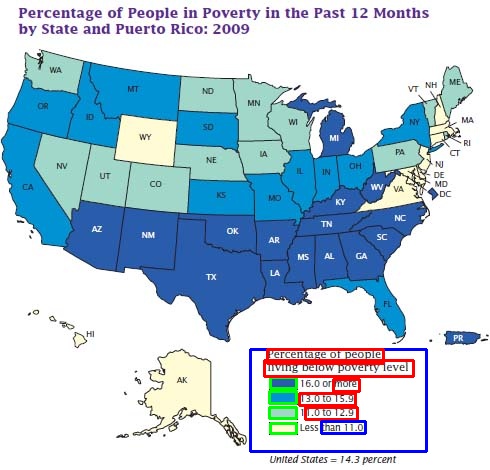 Percentage of People in Poverty in the Past 12 Months
by State and Puerto Rico: 2009
WA
ME
VT NH
MT
ND
MN
OR
ID
SD
WI
NY
MA
MI
RI
WY
CT
IA
PA
NE
NJ
NV
OH
DE
IL
IN
MD
UT
CO
WV
DC
CA
VA
KS
MO
KY
NC
TN
AZ
OK
SC
NM
AR
MS
AL
GA
TX
LA
FL
HI
PR
Percentage of people
living below poverty level
AK
16.0 or more
13.0 to 15.9
11.0 to 12.9
Less than 11.0
United States = 14.3 percent